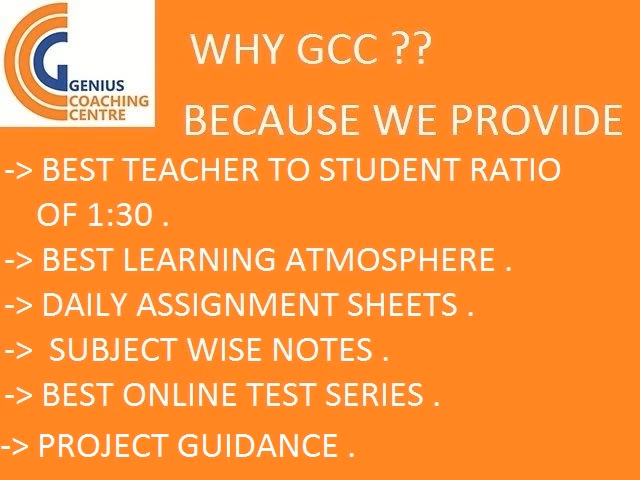 GENIUS
COACHING
CENTRE
WHY GCC ??
BECAUSE WE PROVIDE
-> BEST TEACHER TO STUDENT RATIO
OF 1:30 .
-> BEST LEARNING ATMOSPHERE .
-> DAILY ASSIGNMENT SHEETS .
-> SUBJECT WISE NOTES .
-> BEST ONLINE TEST SERIES .
-> PROJECT GUIDANCE .